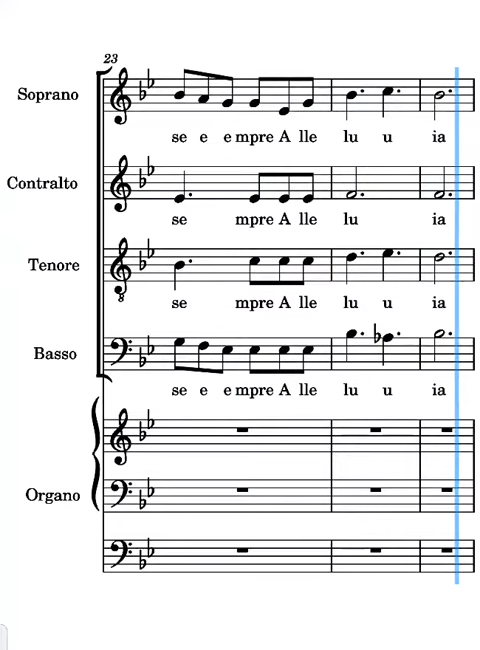 23
Soprano
se e empre A lle lu u ia
Contralto
se mpre A lle lu ia
Tenore
8
se mpre A lle lu u ia
Basso
se e empre A lle lu u ia
Organo